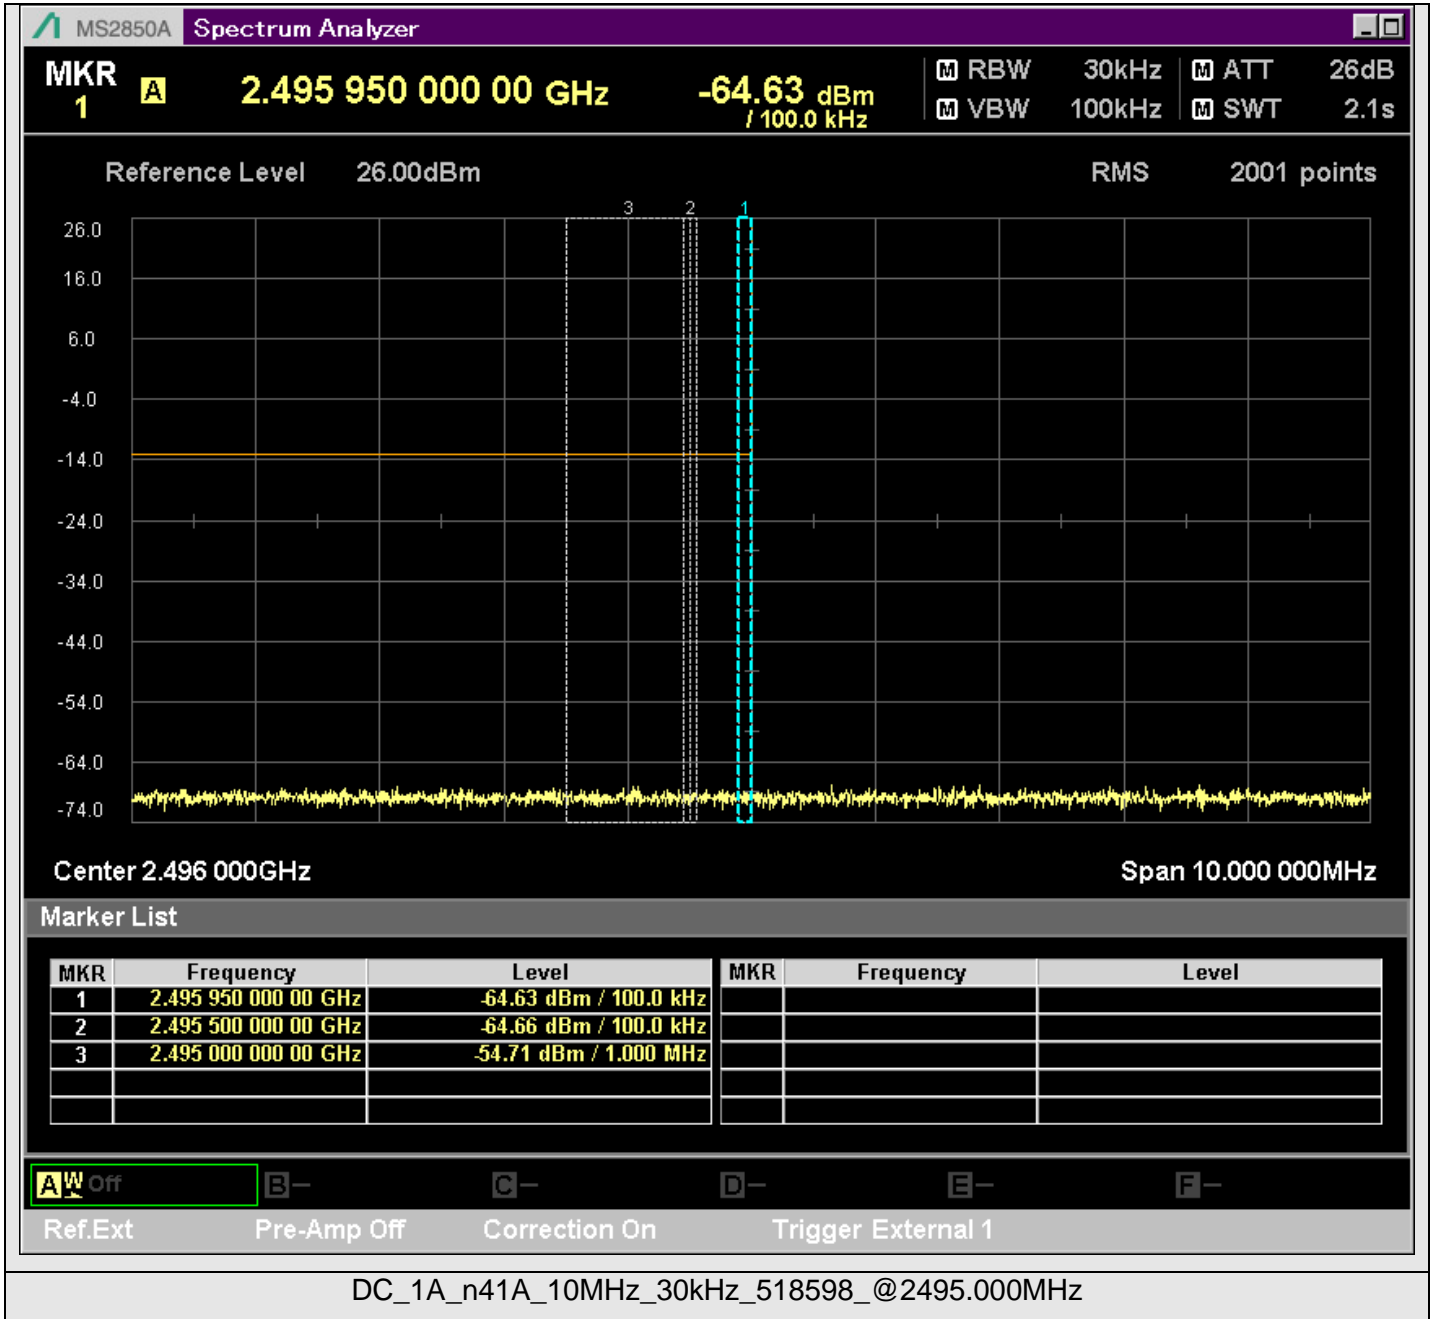 MS2850A Spectrum Analyzer
MKR 1 A 2.495 950 000 00 GHz -64.63 dBm / 100.0 kHz
M RBW 30kHz M ATT 26dB
M VBW 100kHz M SWT 2.1s
Reference Level 26.00dBm RMS 2001 points
3 2 1
26.0
16.0
6.0
-4.0
-14.0
-24.0
-34.0
-44.0
-54.0
-64.0
-74.0
Center 2.496 000GHz Span 10.000 000MHz
Marker List
MKR Frequency Level MKR Frequency Level
1 2.495 950 000 00 GHz -64.63 dBm / 100.0 kHz
2 2.495 500 000 00 GHz -64.66 dBm / 100.0 kHz
3 2.495 000 000 00 GHz -54.71 dBm / 1.000 MHz
A W Off B — C — D — E — F —
Ref.Ext Pre-Amp Off Correction On Trigger External 1
DC_1A_n41A_10MHz_30kHz_518598_@2495.000MHz